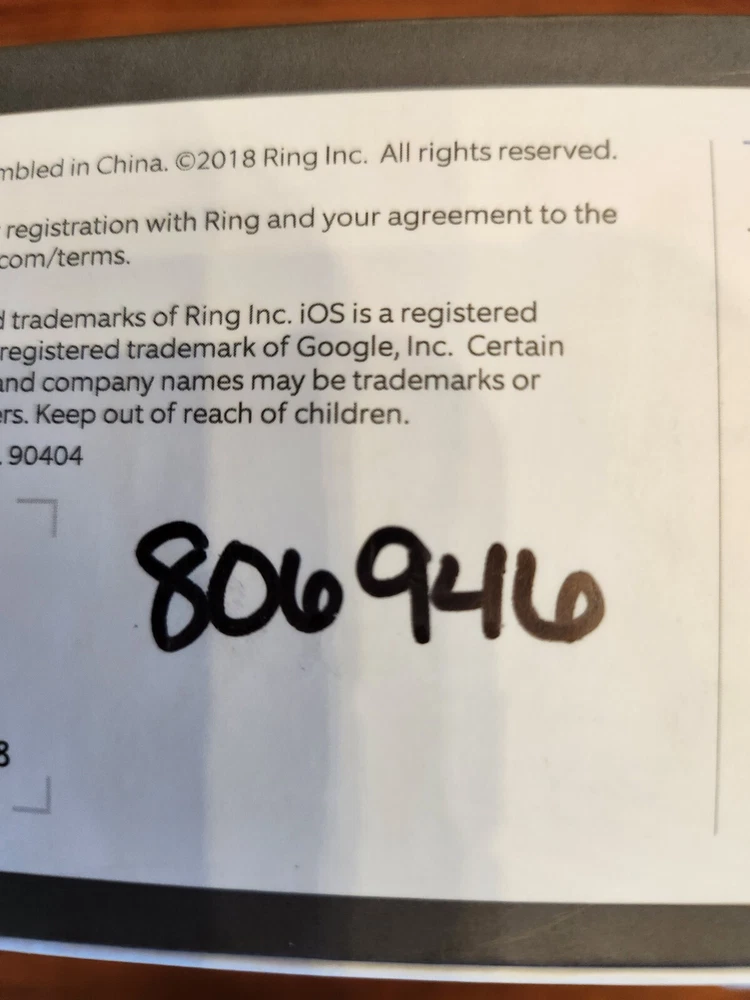 mbled in China. ©2018 Ring Inc. All rights reserved.
registration with Ring and your agreement to the
com/terms.
d trademarks of Ring Inc. iOS is a registered
registered trademark of Google, Inc. Certain
and company names may be trademarks or
ers. Keep out of reach of children.
90404
806946
8